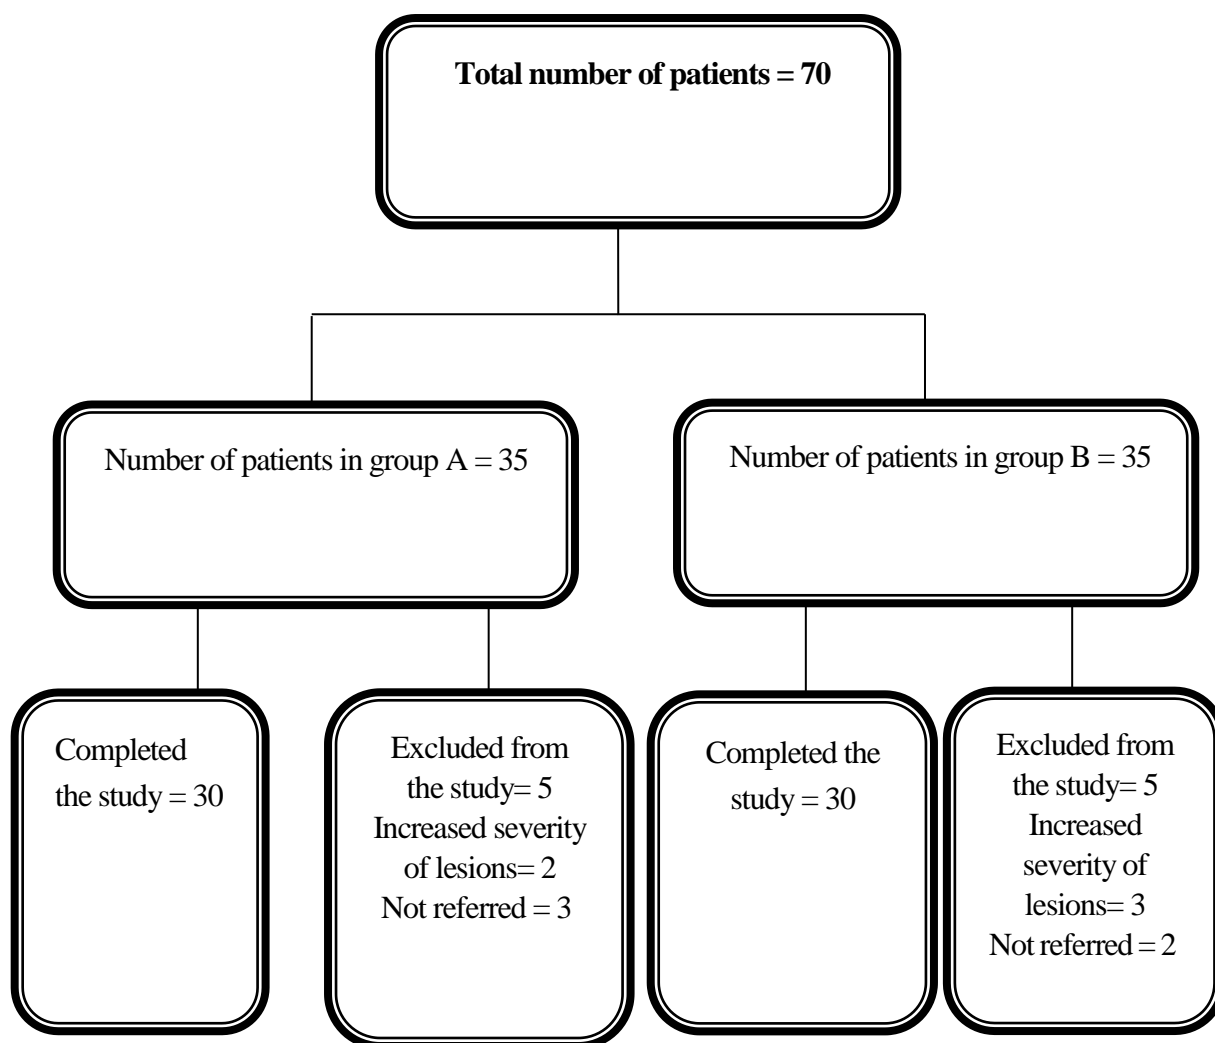 Total number of patients = 70
Number of patients in group A = 35
Number of patients in group B = 35
Completed
the study = 30
Excluded from
the study= 5
Increased severity
of lesions= 2
Not referred = 3
Completed the
study = 30
Excluded from
the study= 5
Increased
severity of
lesions= 3
Not referred = 2